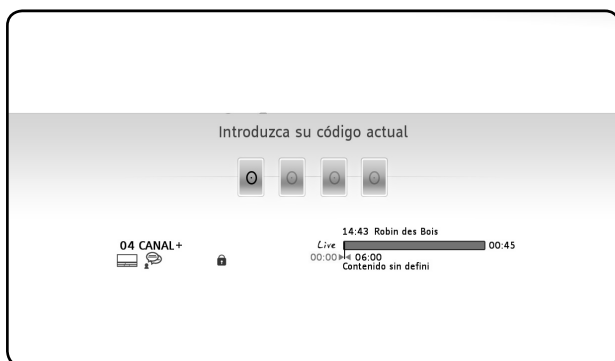 Introduzca su código actual
0 0 0 0
14:43 Robin des Bois
04 CANAL+
Live 00:45
00:00 06:00
Contenido sin defini